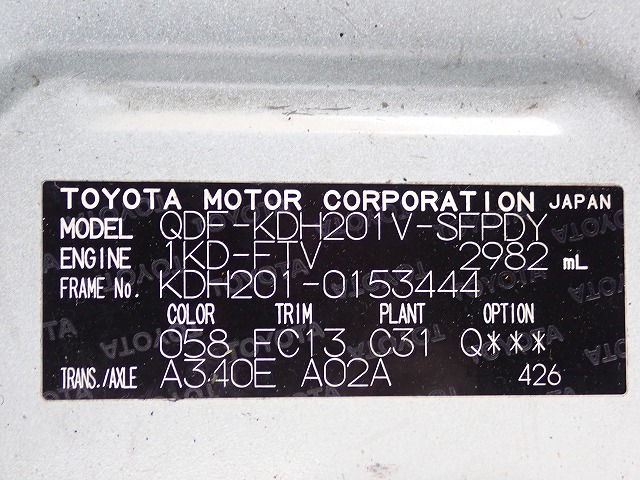 TOYOTA MOTOR CORPORATION JAPAN
MODEL QDF-KDH201V-SFPDY
ENGINE 1KD-FTV 2982 mL
FRAME No. KDH201-0153444
COLOR TRIM PLANT OPTION
058 FC13 C31 Q***
TRANS./AXLE A340E A02A 426